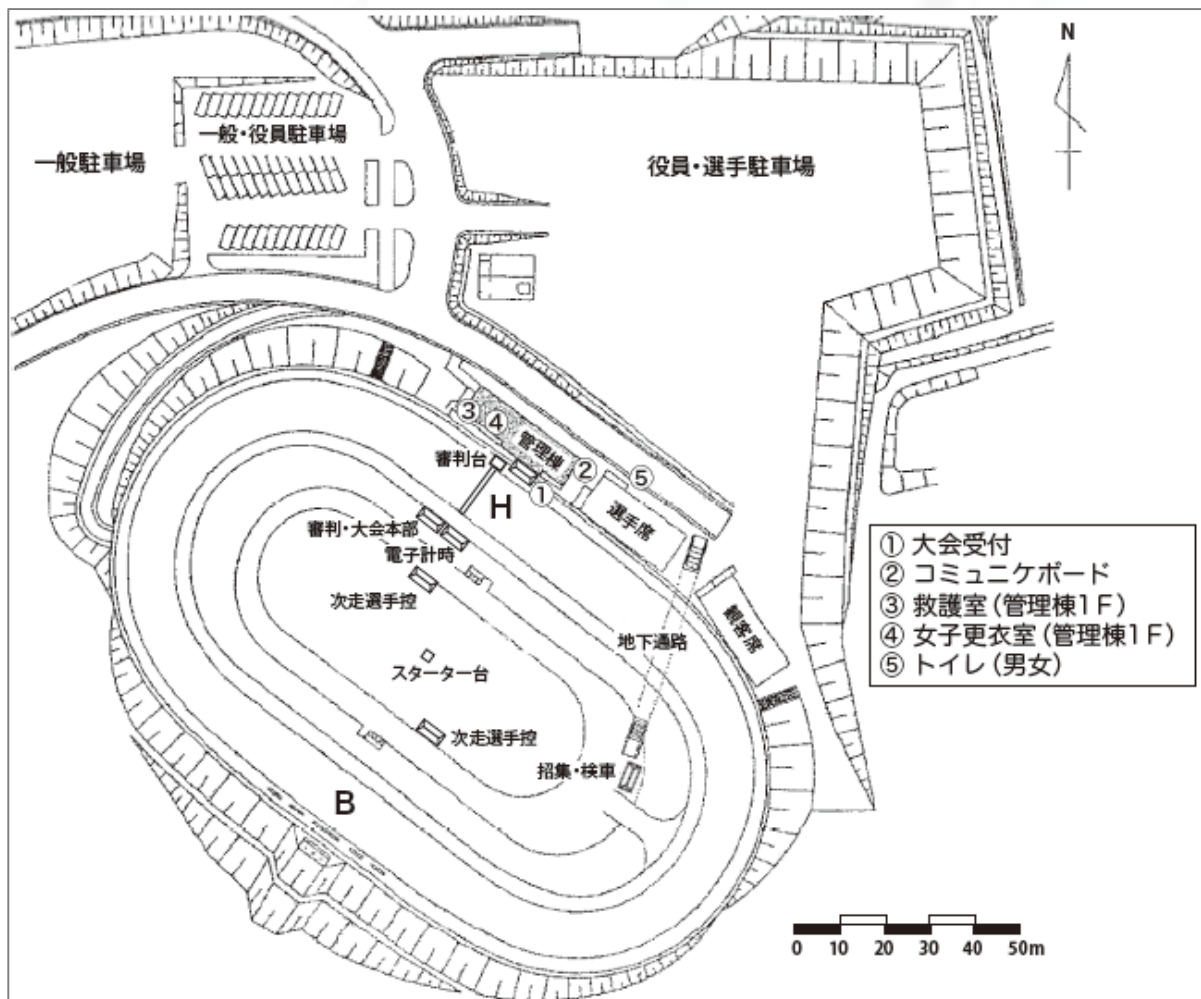 N
一般・役員駐車場
一般駐車場
役員・選手駐車場
③
④
管理棟
審判台
②
⑤
①
H
選手席
審判・大会本部
電子計時
次走選手控
観客席
地下通路
スターター台
次走選手控
招集・検車
B
① 大会受付
② コミュニケボード
③ 救護室(管理棟1F)
④ 女子更衣室(管理棟1F)
⑤ トイレ(男女)
0 10 20 30 40 50m